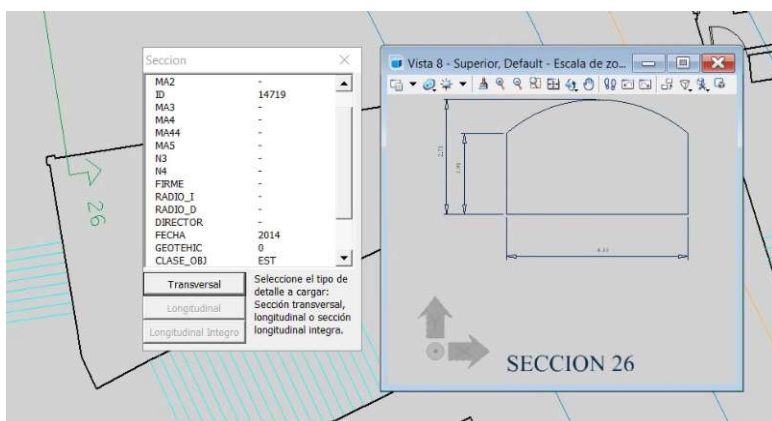 Seccion
MA2 -
ID 14719
MA3 -
MA4 -
MA44 -
MA5 -
N3 -
N4 -
FIRME -
RADIO_I -
RADIO_D -
DIRECTOR -
FECHA 2014
GEOTEHIC 0
CLASE_OBJ EST
Transversal
Longitudinal
Longitudinal Integro
Seleccione el tipo de
detalle a cargar:
Sección transversal,
longitudinal o sección
longitudinal integra.
Vista 8 - Superior, Default - Escala de zo...
SECCION 26
26